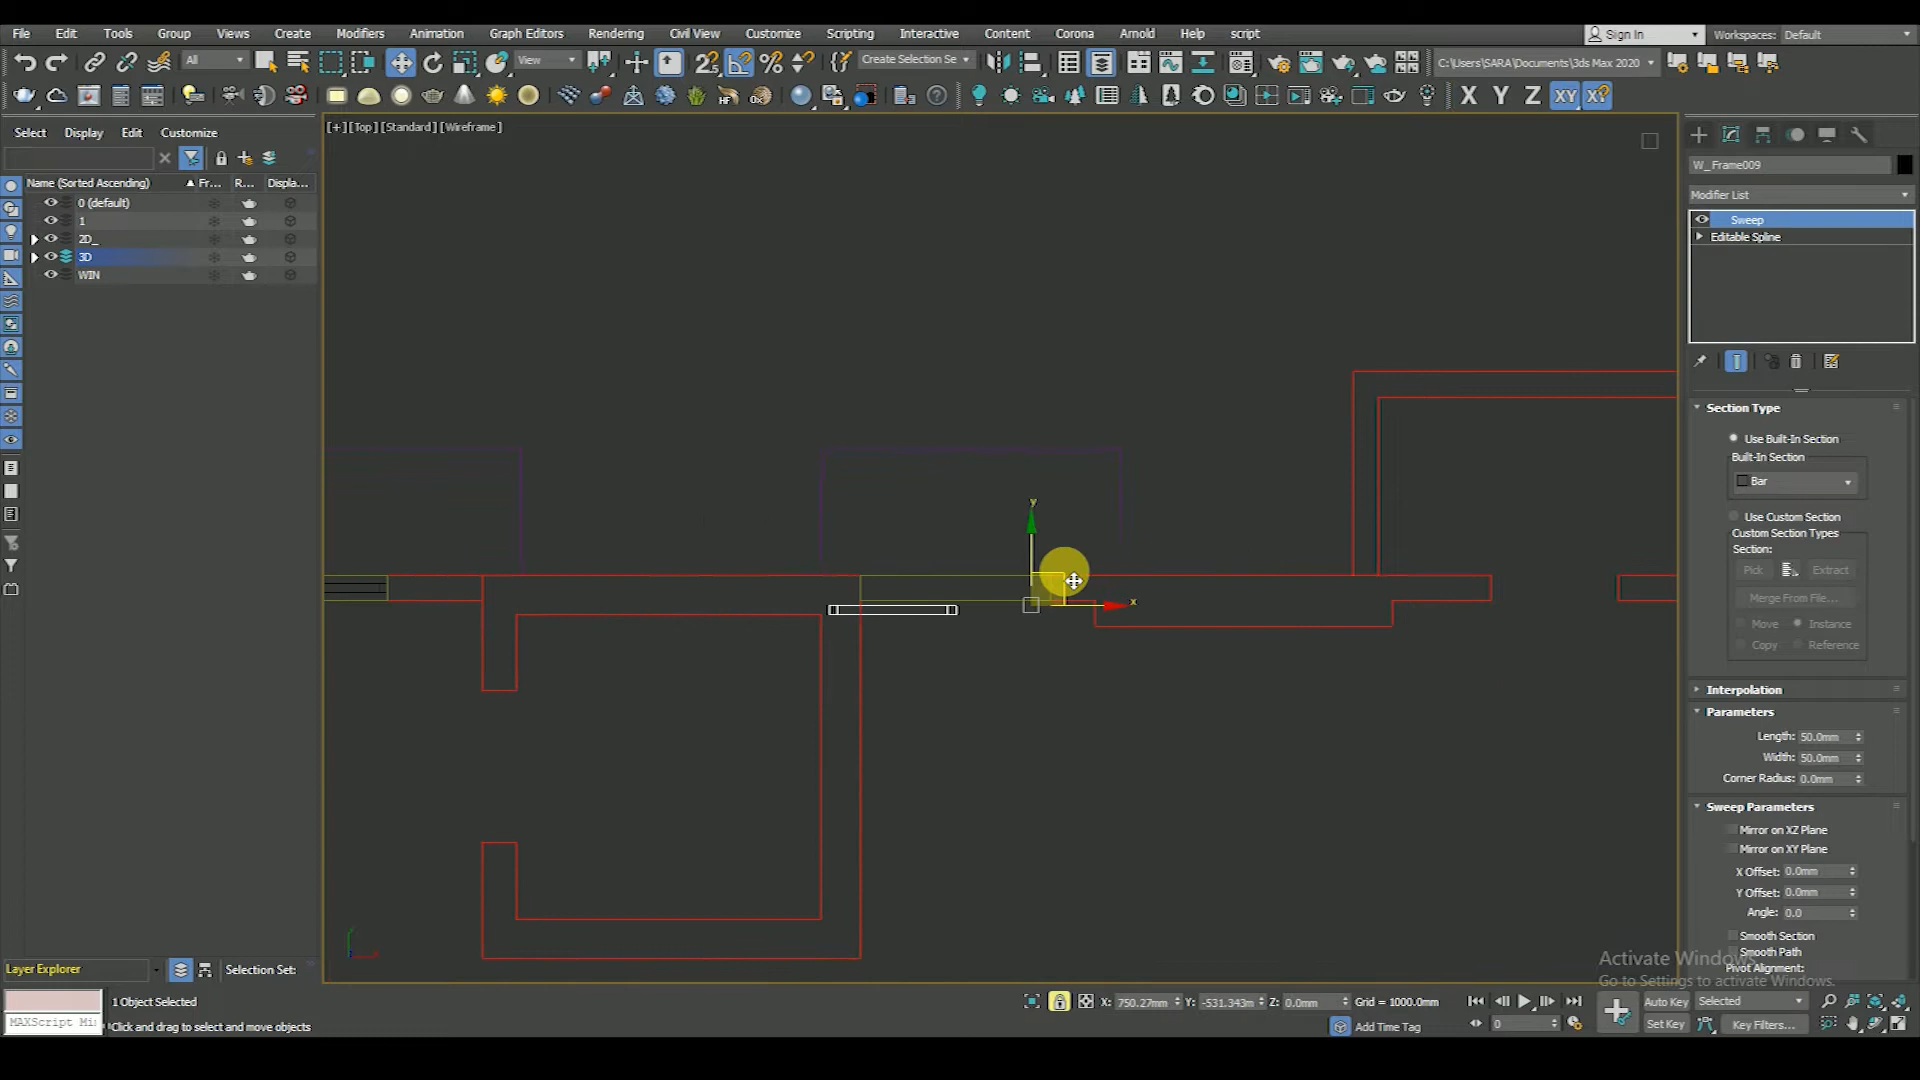 File Edit Tools Group Views Create Modifiers Animation Graph Editors Rendering Civil View Customize Scripting Interactive Content Corona Arnold Help script Sign In Workspaces: Default
All View Create Selection Se C:\Users\SARA\Documents\3ds Max 2020
X Y Z XY XY
Select Display Edit Customize
[+] [Top] [Standard] [Wireframe]
W_Frame009
Name (Sorted Ascending) Fr... R... Displa...
Modifier List
0 (default)
1
2D_
3D
WIN
Sweep
Editable Spline
Section Type
Use Built-In Section
Built-In Section
Bar
Use Custom Section
Custom Section Types
Section:
Pick Extract
Merge From File...
Move Instance
Copy Reference
y
x
Interpolation
Parameters
Length: 50.0mm
Width: 50.0mm
Corner Radius: 0.0mm
Sweep Parameters
Mirror on XZ Plane
Mirror on XY Plane
X Offset: 0.0mm
Y Offset: 0.0mm
Angle: 0.0
Smooth Section
Smooth Path
Pivot Alignment:
Activate Windows
Go to Settings to activate Windows.
Layer Explorer Selection Set:
1 Object Selected X: 750.27mm Y: -531.343m Z: 0.0mm Grid = 1000.0mm Auto Key Selected
MAXScript Mi Click and drag to select and move objects Add Time Tag 0 Set Key Key Filters...